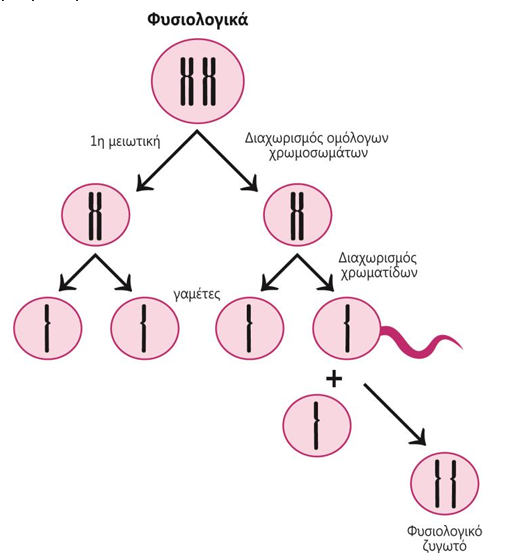 Φυσιολογικά
1η μειωτική
Διαχωρισμός ομόλογων
χρωμοσωμάτων
Διαχωρισμός
χρωματίδων
γαμέτες
+
Φυσιολογικό
ζυγωτό